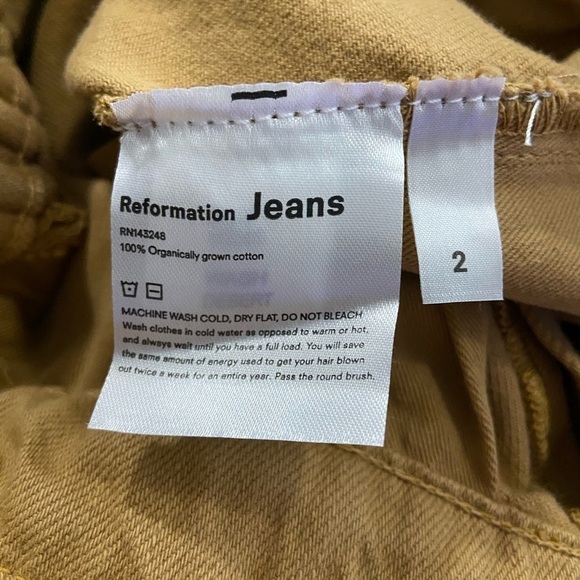 Reformation Jeans
RN143248
100% Organically grown cotton
MACHINE WASH COLD, DRY FLAT, DO NOT BLEACH
Wash clothes in cold water as opposed to warm or hot,
and always wait until you have a full load. You will save
the same amount of energy used to get your hair blown
out twice a week for an entire year. Pass the round brush.
2